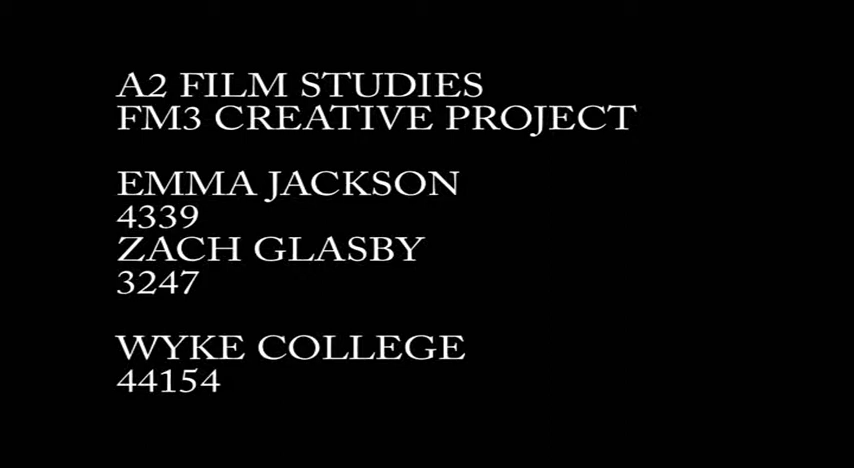 A2 FILM STUDIES
FM3 CREATIVE PROJECT
EMMA JACKSON
4339
ZACH GLASBY
3247
WYKE COLLEGE
44154